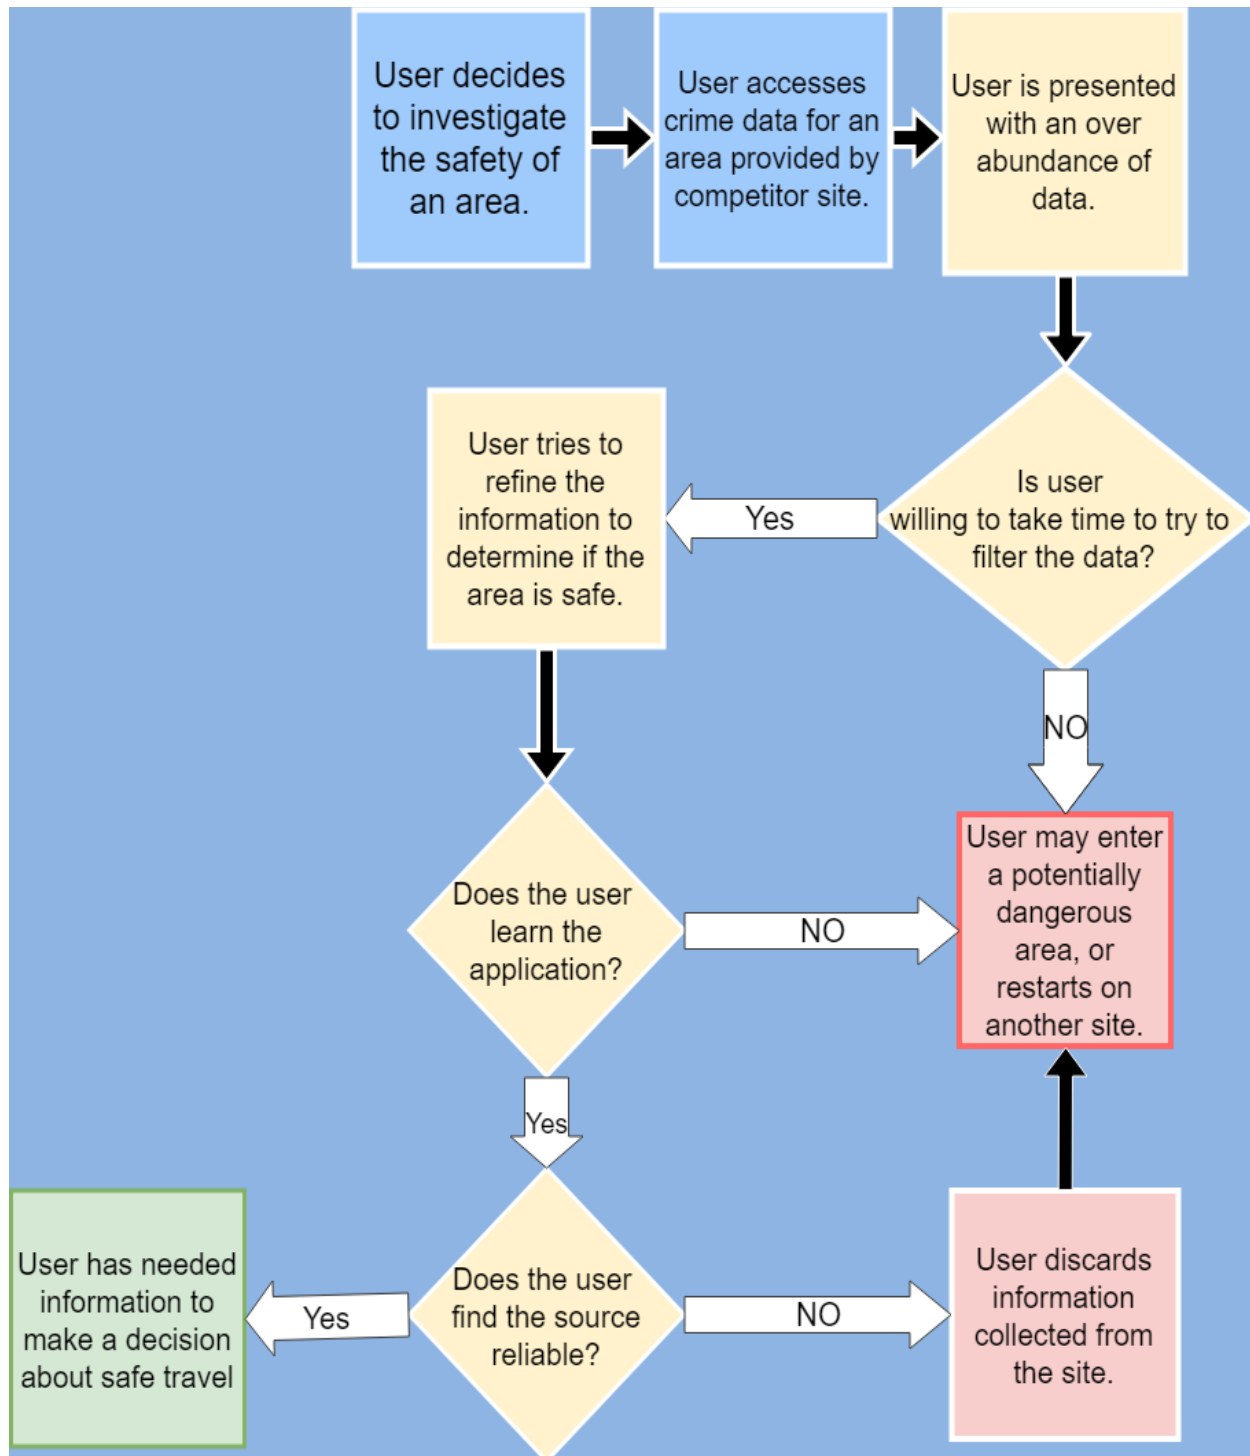 User decides
to investigate
the safety of
an area.
User accesses
crime data for an
area provided by
competitor site.
User is presented
with an over
abundance of
data.
Is user
willing to take time to try to
filter the data?
Yes
User tries to
refine the
information to
determine if the
area is safe.
NO
Does the user
learn the
application?
NO
User may enter
a potentially
dangerous
area, or
restarts on
another site.
Yes
Does the user
find the source
reliable?
Yes
User has needed
information to
make a decision
about safe travel
NO
User discards
information
collected from
the site.